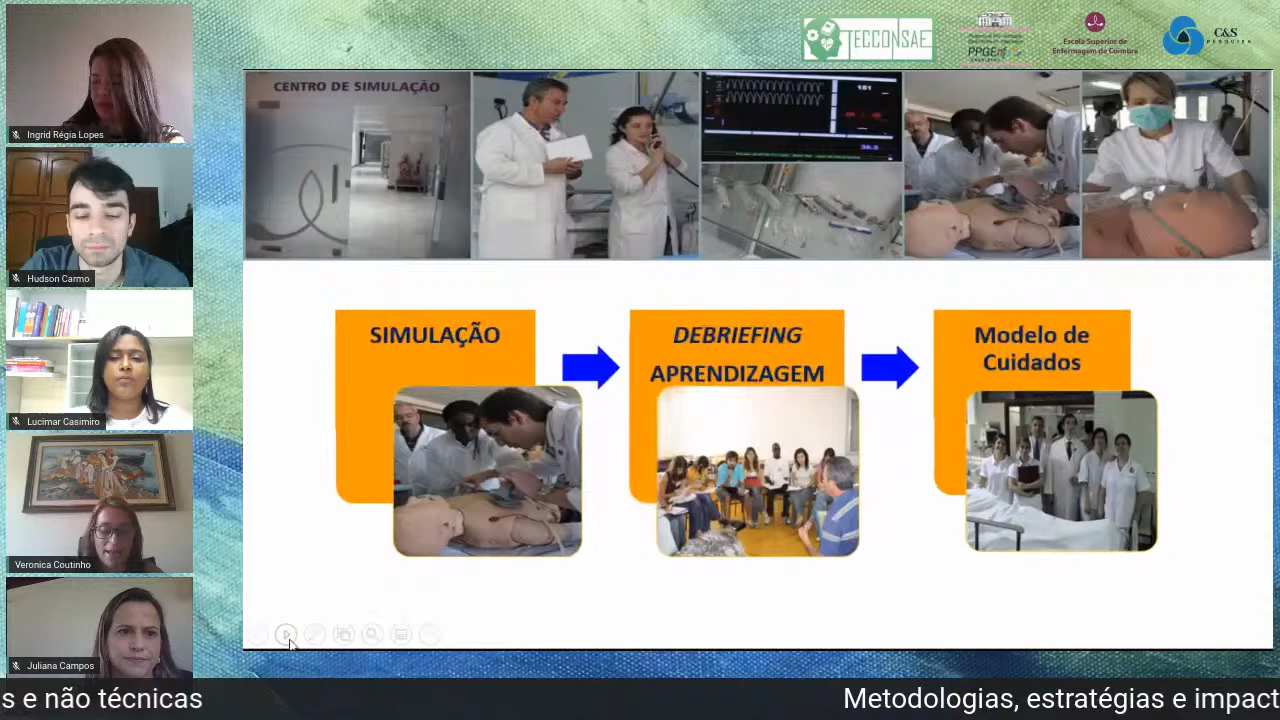 TECCONSAE
PPGEnf
Escola Superior de
Enfermagem de Coimbra
C&S
PESQUISA
Ingrid Régia Lopes
Hudson Carmo
Lucimar Casimiro
Veronica Coutinho
Juliana Campos
CENTRO DE SIMULAÇÃO
SIMULAÇÃO
DEBRIEFING
APRENDIZAGEM
Modelo de
Cuidados
s e não técnicas
Metodologias, estratégias e impact